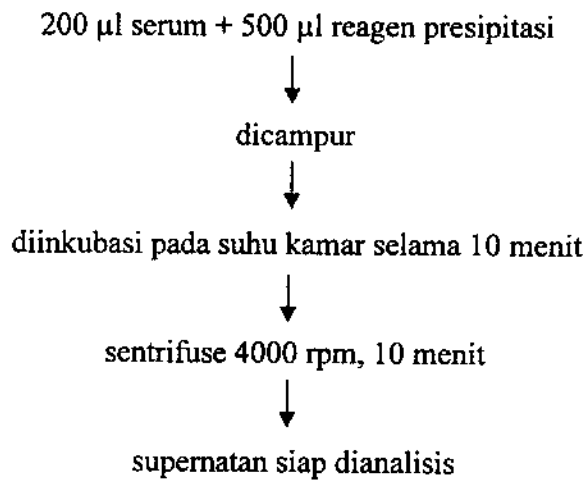 200 µl serum + 500 µl reagen presipitasi
dicampur
diinkubasi pada suhu kamar selama 10 menit
sentrifuse 4000 rpm, 10 menit
supernatan siap dianalisis